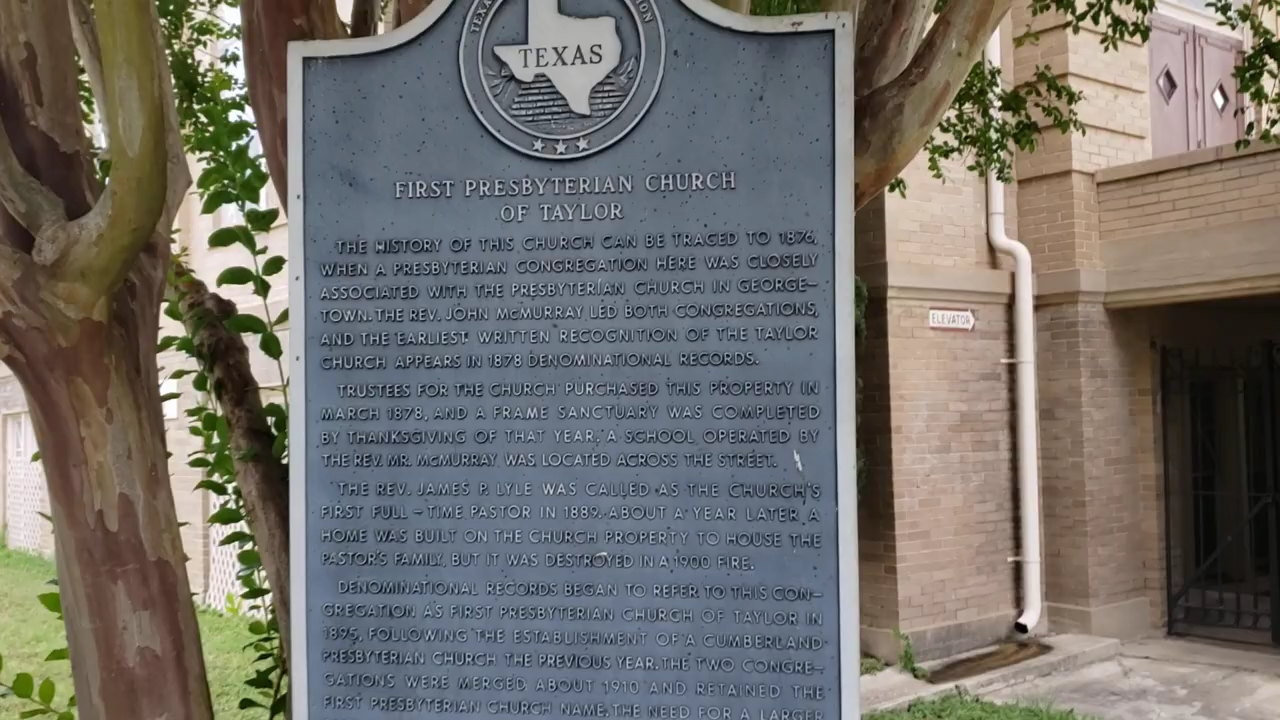 TEXAS
FIRST PRESBYTERIAN CHURCH
OF TAYLOR
THE HISTORY OF THIS CHURCH CAN BE TRACED TO 1876,
WHEN A PRESBYTERIAN CONGREGATION HERE WAS CLOSELY
ASSOCIATED WITH THE PRESBYTERIAN CHURCH IN GEORGE-
TOWN. THE REV. JOHN McMURRAY LED BOTH CONGREGATIONS,
AND THE EARLIEST WRITTEN RECOGNITION OF THE TAYLOR
CHURCH APPEARS IN 1878 DENOMINATIONAL RECORDS.
TRUSTEES FOR THE CHURCH PURCHASED THIS PROPERTY IN
MARCH 1878, AND A FRAME SANCTUARY WAS COMPLETED
BY THANKSGIVING OF THAT YEAR. A SCHOOL OPERATED BY
THE REV. MR. McMURRAY WAS LOCATED ACROSS THE STREET.
THE REV. JAMES P. LYLE WAS CALLED AS THE CHURCH'S
FIRST FULL-TIME PASTOR IN 1889. ABOUT A YEAR LATER A
HOME WAS BUILT ON THE CHURCH PROPERTY TO HOUSE THE
PASTOR'S FAMILY, BUT IT WAS DESTROYED IN A 1900 FIRE.
DENOMINATIONAL RECORDS BEGAN TO REFER TO THIS CON-
GREGATION AS FIRST PRESBYTERIAN CHURCH OF TAYLOR IN
1895, FOLLOWING THE ESTABLISHMENT OF A CUMBERLAND
PRESBYTERIAN CHURCH THE PREVIOUS YEAR. THE TWO CONGRE-
GATIONS WERE MERGED ABOUT 1910 AND RETAINED THE
FIRST PRESBYTERIAN CHURCH NAME. THE NEED FOR A LARGER
ELEVATOR